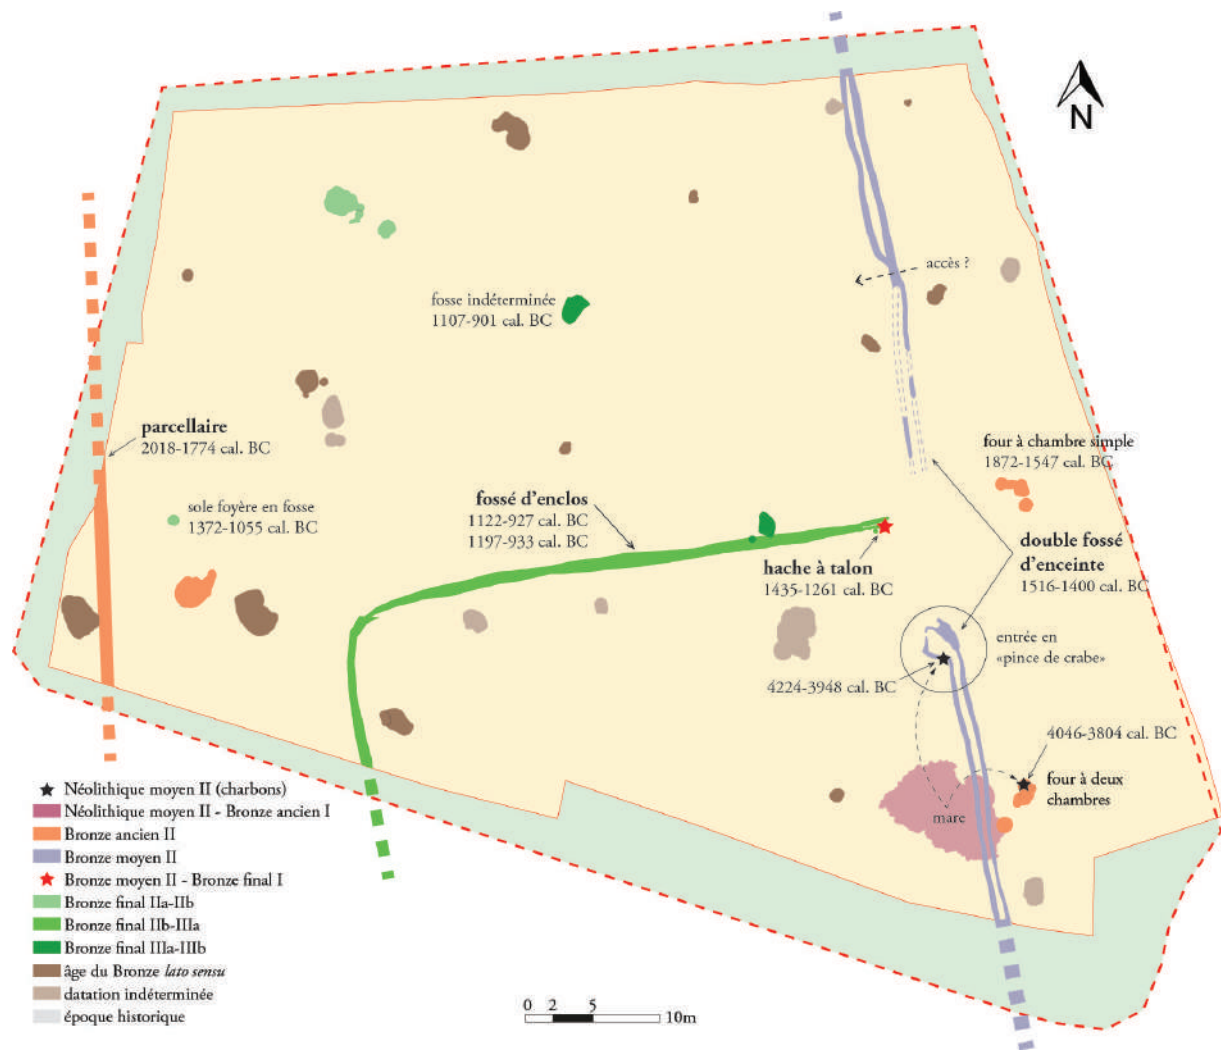 N
accès ?
fosse indéterminée
1107-901 cal. BC
parcellaire
2018-1774 cal. BC
four à chambre simple
1872-1547 cal. BC
sole foyère en fosse
1372-1055 cal. BC
fossé d'enclos
1122-927 cal. BC
1197-933 cal. BC
hache à talon
1435-1261 cal. BC
double fossé
d'enceinte
1516-1400 cal. BC
entrée en
«pince de crabe»
4224-3948 cal. BC
4046-3804 cal. BC
four à deux
chambres
mare
Néolithique moyen II (charbons)
Néolithique moyen II - Bronze ancien I
Bronze ancien II
Bronze moyen II
Bronze moyen II - Bronze final I
Bronze final IIa-IIb
Bronze final IIb-IIIa
Bronze final IIIa-IIIb
âge du Bronze lato sensu
datation indéterminée
époque historique
0 2 5 10m